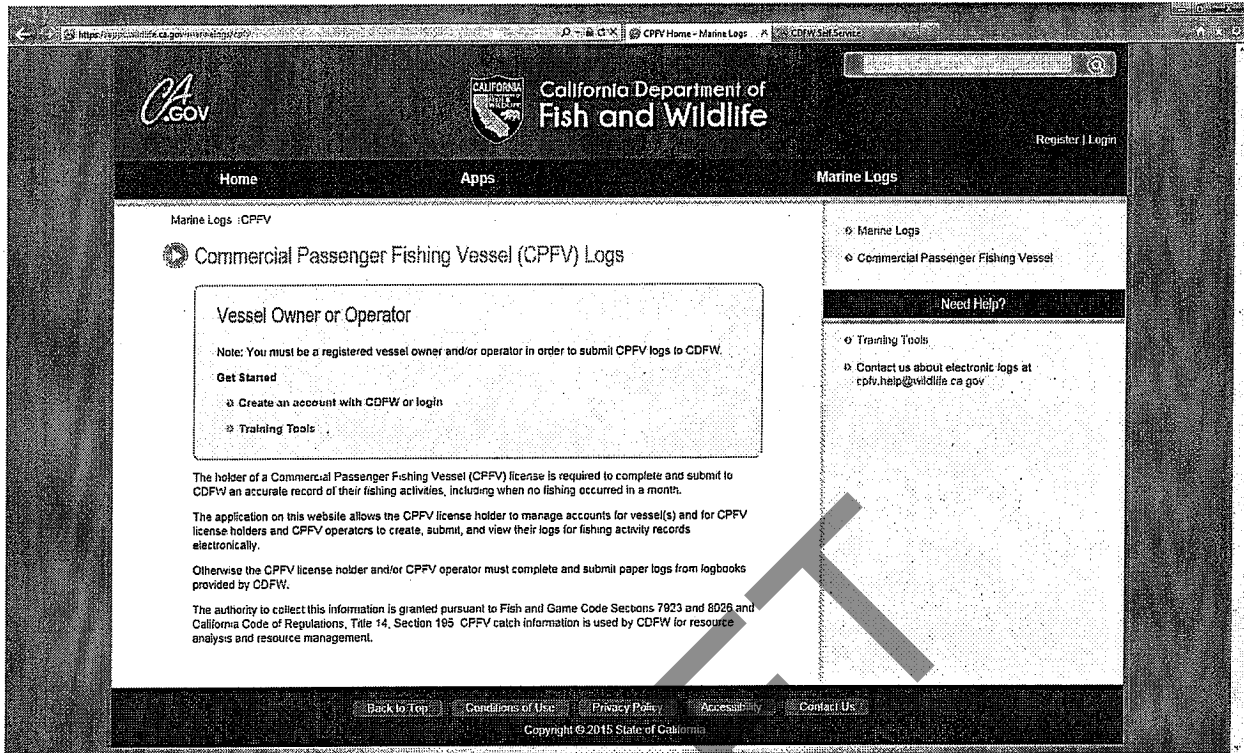 CPFV Home - Marine Logs
CDFW Self Service
CA.GOV
CALIFORNIA
California Department of
Fish and Wildlife
Register | Login
Home Apps Marine Logs
Marine Logs :CPFV
Commercial Passenger Fishing Vessel (CPFV) Logs
Vessel Owner or Operator
Note: You must be a registered vessel owner and/or operator in order to submit CPFV logs to CDFW.
Get Started
Create an account with CDFW or login
Training Tools
The holder of a Commercial Passenger Fishing Vessel (CPFV) license is required to complete and submit to
CDFW an accurate record of their fishing activities, including when no fishing occurred in a month.
The application on this website allows the CPFV license holder to manage accounts for vessel(s) and for CPFV
license holders and CPFV operators to create, submit, and view their logs for fishing activity records
electronically.
Otherwise the CPFV license holder and/or CPFV operator must complete and submit paper logs from logbooks
provided by CDFW.
The authority to collect this information is granted pursuant to Fish and Game Code Sections 7923 and 8026 and
California Code of Regulations, Title 14, Section 195. CPFV catch information is used by CDFW for resource
analysis and resource management.
Marine Logs
Commercial Passenger Fishing Vessel
Need Help?
Training Tools
Contact us about electronic logs at
cpfv.help@wildlife.ca.gov
Back to Top Conditions of Use Privacy Policy Accessibility Contact Us
Copyright © 2015 State of California